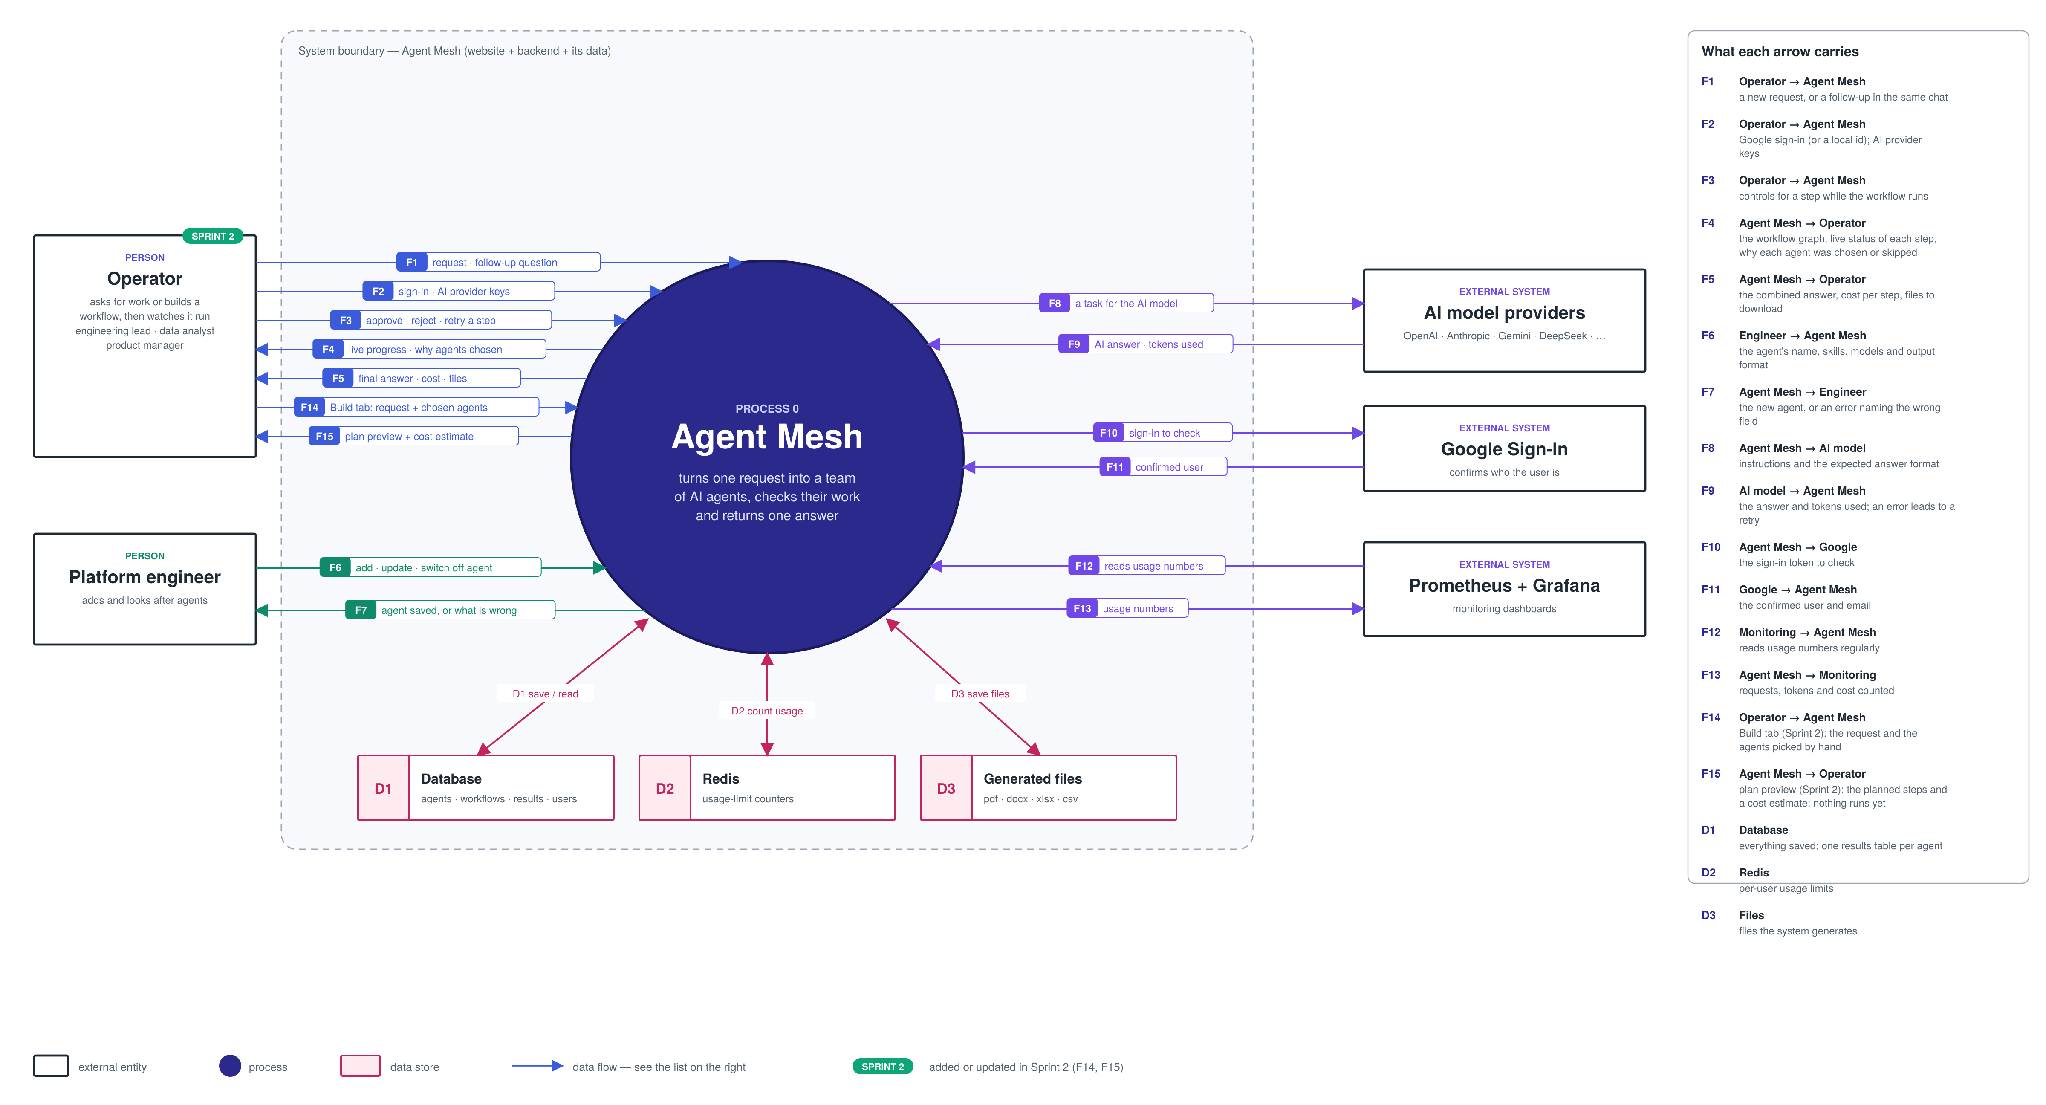 System boundary — Agent Mesh (website + backend + its data)
SPRINT 2
PERSON
Operator
asks for work or builds a
workflow, then watches it run
engineering lead · data analyst
product manager
F1 request · follow-up question
F2 sign-in · AI provider keys
F3 approve · reject · retry a step
F4 ive progress · why agents chosen
F5 final answer · cost · files
F14 Build tab: request + chosen agents
F15 plan preview + cost estimate
PERSON
Platform engineer
adds and looks after agents
F6 add · update · switch off agent
F7 agent saved, or what is wrong
PROCESS 0
Agent Mesh
turns one request into a team
of AI agents, checks their work
and returns one answer
F8 a task for the AI model
F9 AI answer · tokens used
F10 sign-in to check
F11 confirmed user
F12 reads usage numbers
F13 usage numbers
EXTERNAL SYSTEM
AI model providers
OpenAI · Anthropic · Gemini · DeepSeek · ...
EXTERNAL SYSTEM
Google Sign-In
confirms who the user is
EXTERNAL SYSTEM
Prometheus + Grafana
monitoring dashboards
D1 save / read
D2 count usage
D3 save files
D1
Database
agents · workflows · results · users
D2
Redis
usage-limit counters
D3
Generated files
pdf · docx · xlsx · csv
What each arrow carries
F1 Operator → Agent Mesh
a new request, or a follow-up in the same chat
F2 Operator → Agent Mesh
Google sign-in (or a local id); AI provider
keys
F3 Operator → Agent Mesh
controls for a step while the workflow runs
F4 Agent Mesh → Operator
the workflow graph, live status of each step,
why each agent was chosen or skipped
F5 Agent Mesh → Operator
the combined answer, cost per step, files to
download
F6 Engineer → Agent Mesh
the agent's name, skills, models and output
format
F7 Agent Mesh → Engineer
the new agent, or an error naming the wrong
field
F8 Agent Mesh → AI model
instructions and the expected answer format
F9 AI model → Agent Mesh
the answer and tokens used; an error leads to a
retry
F10 Agent Mesh → Google
the sign-in token to check
F11 Google → Agent Mesh
the confirmed user and email
F12 Monitoring → Agent Mesh
reads usage numbers regularly
F13 Agent Mesh → Monitoring
requests, tokens and cost counted
F14 Operator → Agent Mesh
Build tab (Sprint 2): the request and the
agents picked by hand
F15 Agent Mesh → Operator
plan preview (Sprint 2): the planned steps and
a cost estimate; nothing runs yet
D1 Database
everything saved; one results table per agent
D2 Redis
per-user usage limits
D3 Files
files the system generates
external entity
process
data store
data flow — see the list on the right
SPRINT 2
added or updated in Sprint 2 (F14, F15)